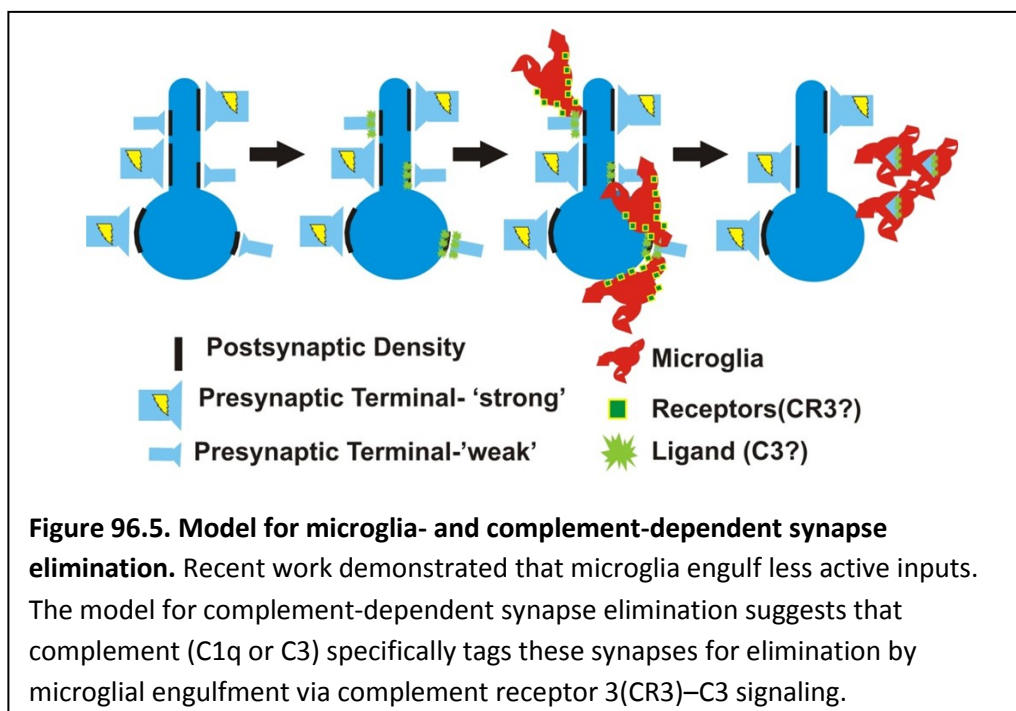 Postsynaptic Density
Presynaptic Terminal- ‘strong’
Presynaptic Terminal-’weak’
Microglia
Receptors(CR3?)
Ligand (C3?)
Figure 96.5. Model for microglia- and complement-dependent synapse
elimination. Recent work demonstrated that microglia engulf less active inputs.
The model for complement-dependent synapse elimination suggests that
complement (C1q or C3) specifically tags these synapses for elimination by
microglial engulfment via complement receptor 3(CR3)–C3 signaling.